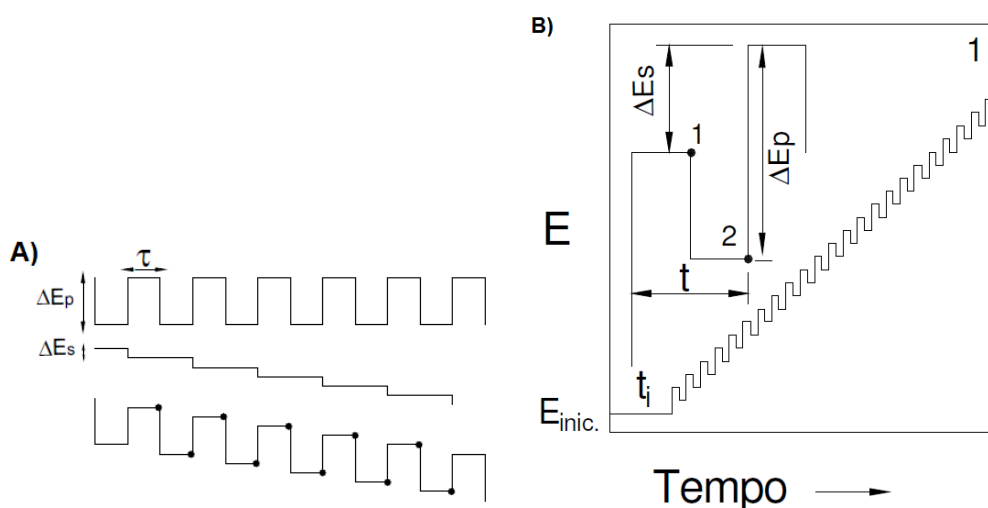 A)
τ
ΔEp
ΔEs
B)
1
ΔEs
1
ΔEp
E
2
t
ti
Einic.
Tempo